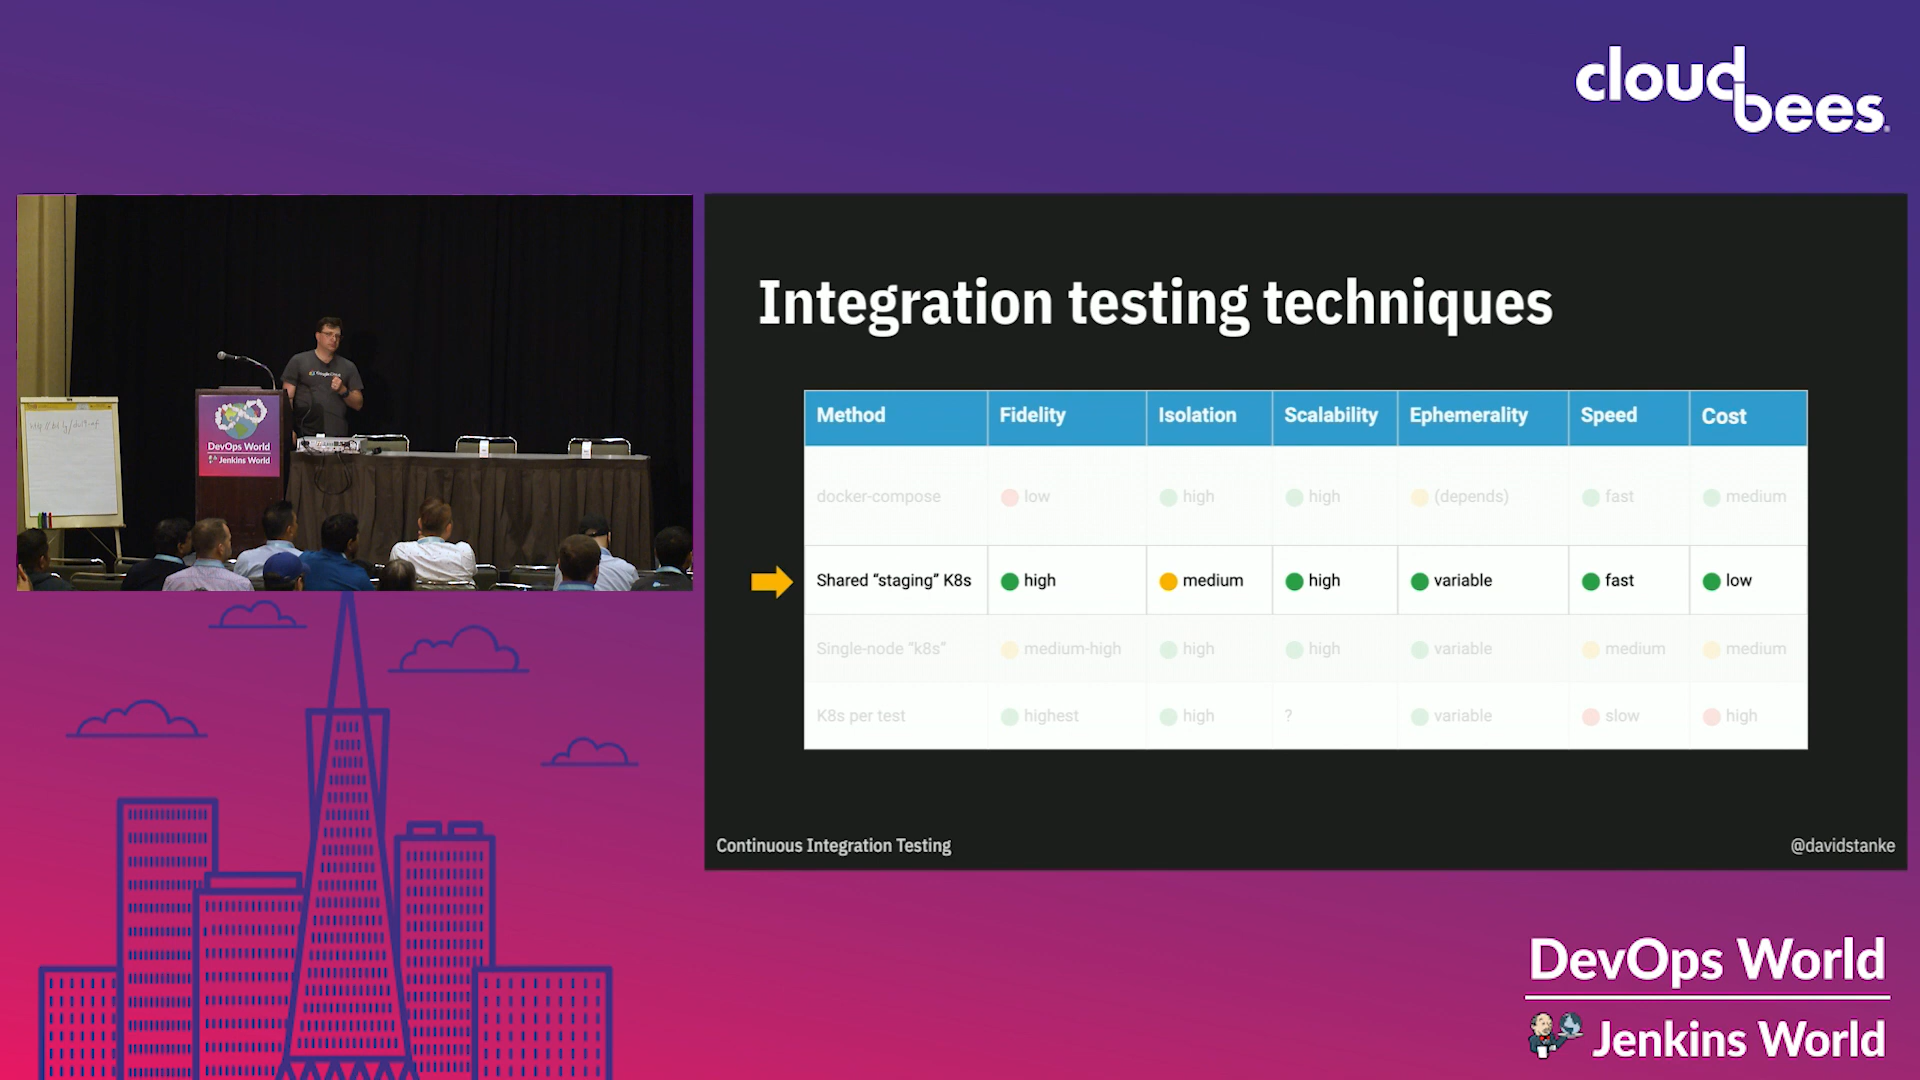 cloudbees
DevOps World
Jenkins World
Integration testing techniques
Method Fidelity Isolation Scalability Ephemerality Speed Cost
docker-compose low high high (depends) fast medium
Shared “staging” K8s high medium high variable fast low
Single-node “k8s” medium-high high high variable medium medium
K8s per test highest high ? variable slow high
Continuous Integration Testing
@davidstanke
DevOps World
Jenkins World